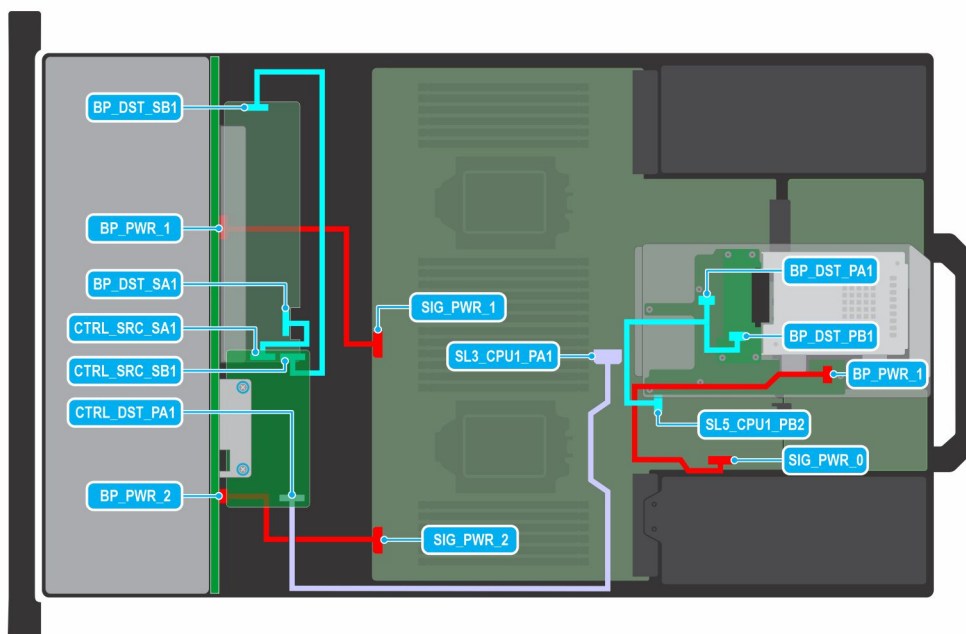 BP_DST_SB1
BP_PWR_1
BP_DST_SA1
CTRL_SRC_SA1
CTRL_SRC_SB1
CTRL_DST_PA1
BP_PWR_2
SIG_PWR_1
SL3_CPU1_PA1
SIG_PWR_2
BP_DST_PA1
BP_DST_PB1
BP_PWR_1
SL5_CPU1_PB2
SIG_PWR_0